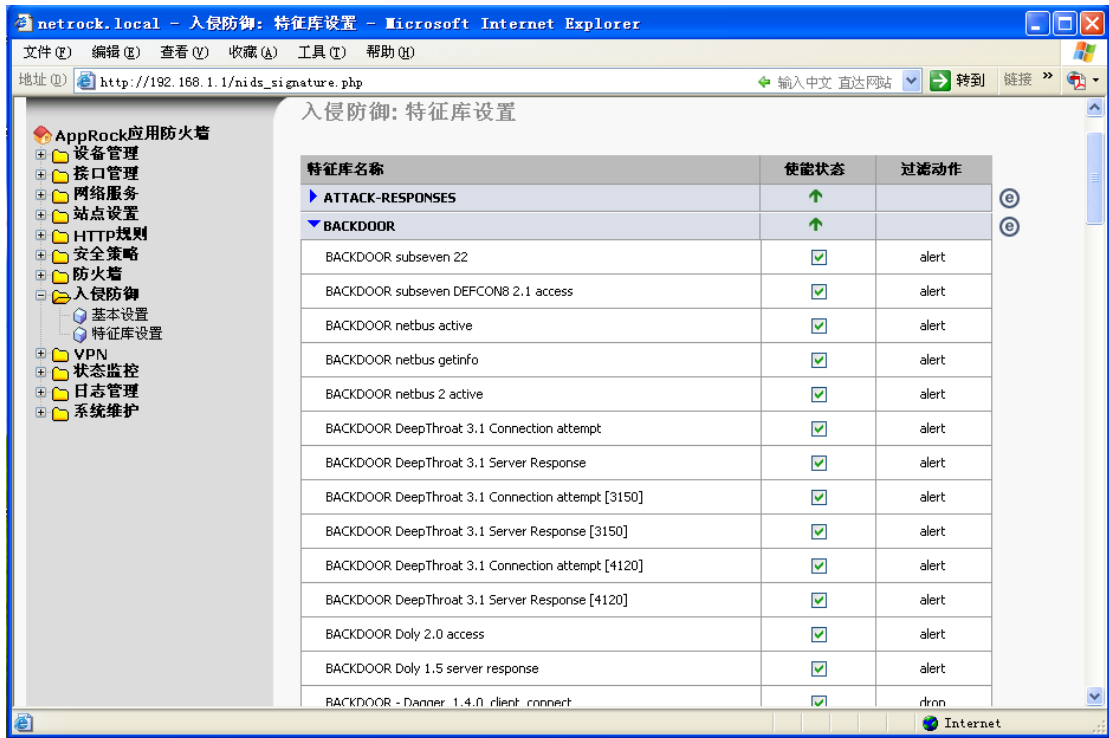 netrock.local - 入侵防御: 特征库设置 - Microsoft Internet Explorer
文件(F) 编辑(E) 查看(V) 收藏(A) 工具(T) 帮助(H)
地址(D) http://192.168.1.1/nids_signature.php 输入中文 直达网站 转到 链接 »
AppRock应用防火墙
设备管理
接口管理
网络服务
站点设置
HTTP规则
安全策略
防火墙
入侵防御
基本设置
特征库设置
VPN
状态监控
日志管理
系统维护
入侵防御: 特征库设置
特征库名称 使能状态 过滤动作
ATTACK-RESPONSES e
BACKDOOR e
BACKDOOR subseven 22 alert
BACKDOOR subseven DEFCON8 2.1 access alert
BACKDOOR netbus active alert
BACKDOOR netbus getinfo alert
BACKDOOR netbus 2 active alert
BACKDOOR DeepThroat 3.1 Connection attempt alert
BACKDOOR DeepThroat 3.1 Server Response alert
BACKDOOR DeepThroat 3.1 Connection attempt [3150] alert
BACKDOOR DeepThroat 3.1 Server Response [3150] alert
BACKDOOR DeepThroat 3.1 Connection attempt [4120] alert
BACKDOOR DeepThroat 3.1 Server Response [4120] alert
BACKDOOR Doly 2.0 access alert
BACKDOOR Doly 1.5 server response alert
BACKDOOR - Dagger_1.4.0_client_connect drop
Internet